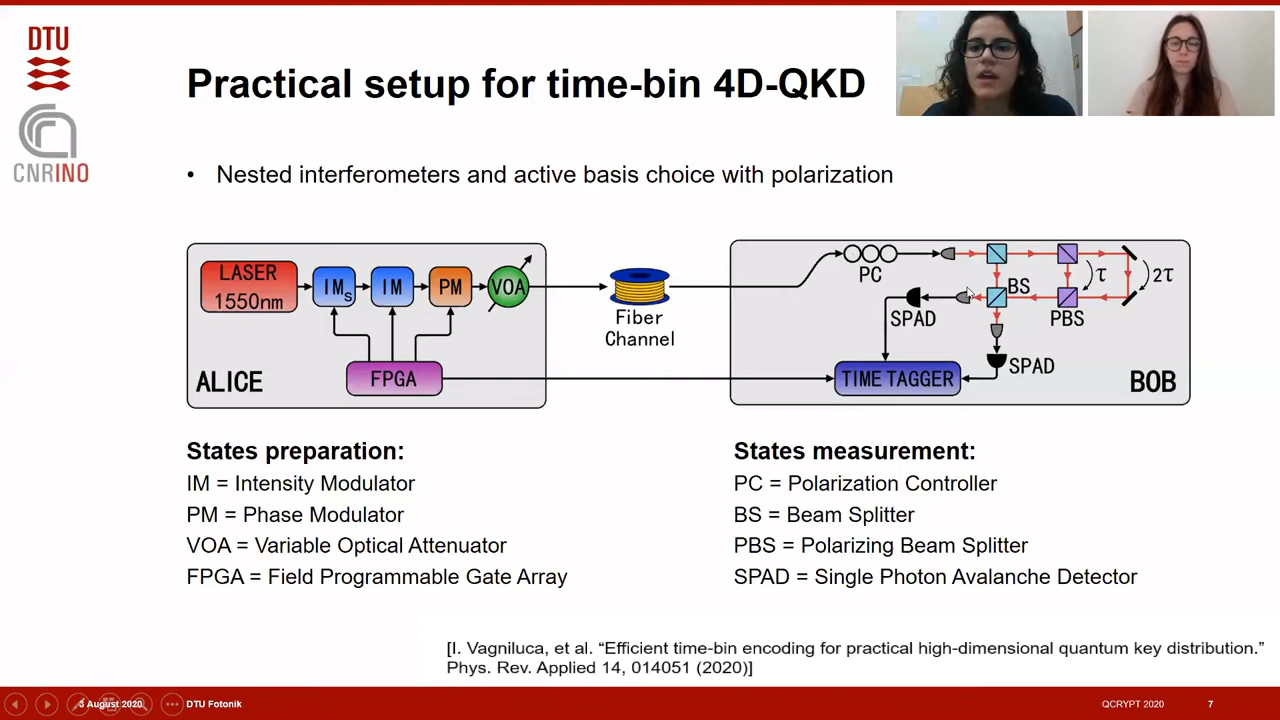 DTU
CNRINO
Practical setup for time-bin 4D-QKD
• Nested interferometers and active basis choice with polarization
LASER
1550nm
IMs
IM
PM
VOA
FPGA
ALICE
Fiber
Channel
PC
BS
τ
2τ
SPAD
PBS
SPAD
TIME TAGGER
BOB
States preparation:
IM = Intensity Modulator
PM = Phase Modulator
VOA = Variable Optical Attenuator
FPGA = Field Programmable Gate Array
States measurement:
PC = Polarization Controller
BS = Beam Splitter
PBS = Polarizing Beam Splitter
SPAD = Single Photon Avalanche Detector
[I. Vagniluca, et al. “Efficient time-bin encoding for practical high-dimensional quantum key distribution.”
Phys. Rev. Applied 14, 014051 (2020)]
3 August 2020
DTU Fotonik
QCRYPT 2020
7